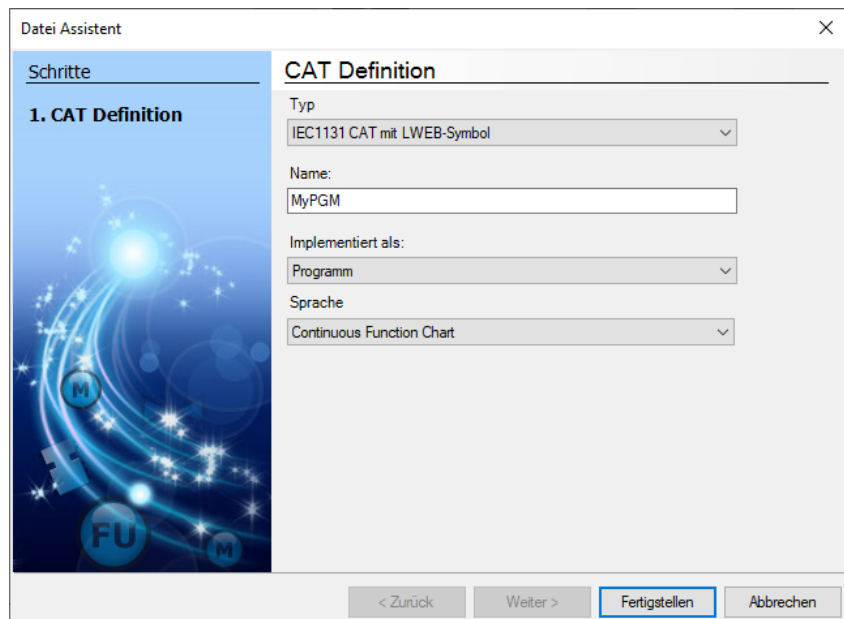 Datei Assistent
Schritte
1. CAT Definition
CAT Definition
Typ
IEC1131 CAT mit LWEB-Symbol
Name:
MyPGM
Implementiert als:
Programm
Sprache
Continuous Function Chart
M
FU
M
< Zurück
Weiter >
Fertigstellen
Abbrechen